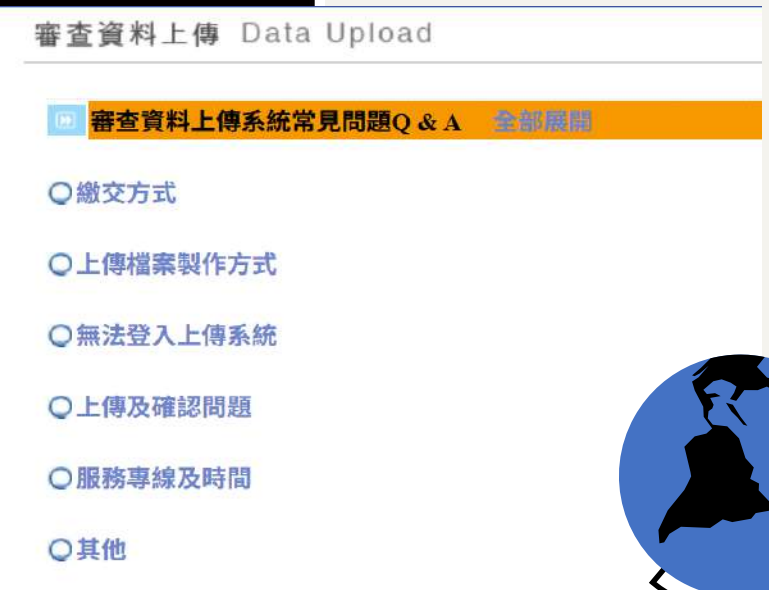 審查資料上傳 Data Upload
審查資料上傳系統常見問題Q & A 全部展開
繳交方式
上傳檔案製作方式
無法登入上傳系統
上傳及確認問題
服務專線及時間
其他